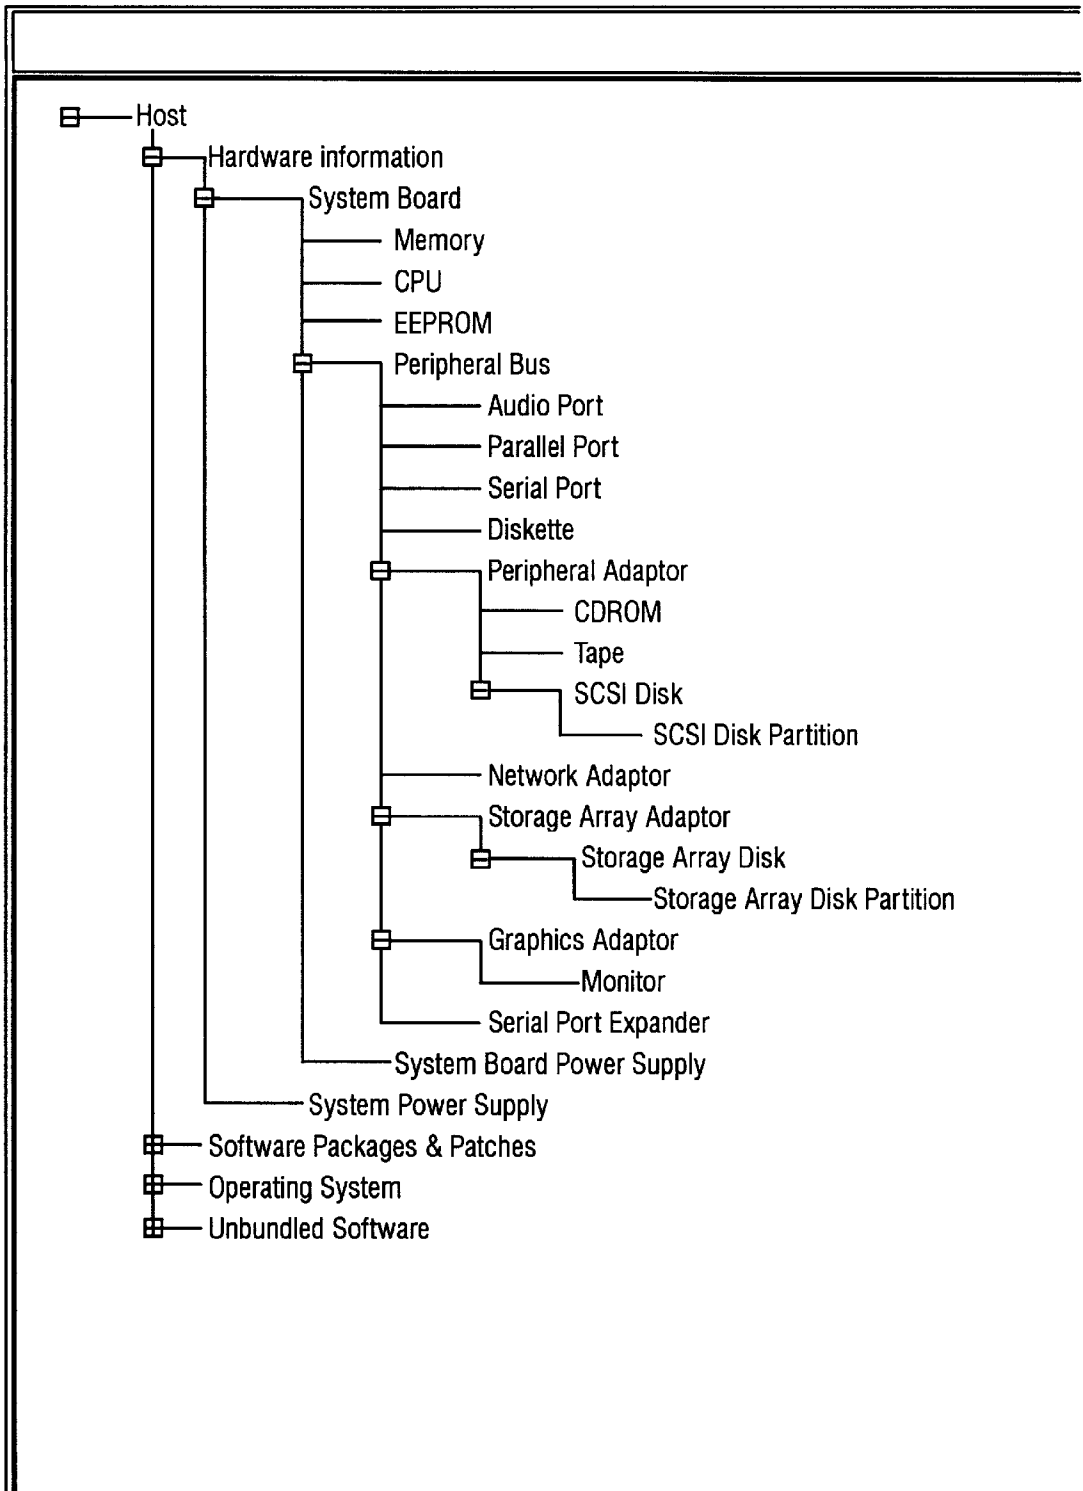 Host
Hardware information
System Board
Memory
CPU
EEPROM
Peripheral Bus
Audio Port
Parallel Port
Serial Port
Diskette
Peripheral Adaptor
CDROM
Tape
SCSI Disk
SCSI Disk Partition
Network Adaptor
Storage Array Adaptor
Storage Array Disk
Storage Array Disk Partition
Graphics Adaptor
Monitor
Serial Port Expander
System Board Power Supply
System Power Supply
Software Packages & Patches
Operating System
Unbundled Software